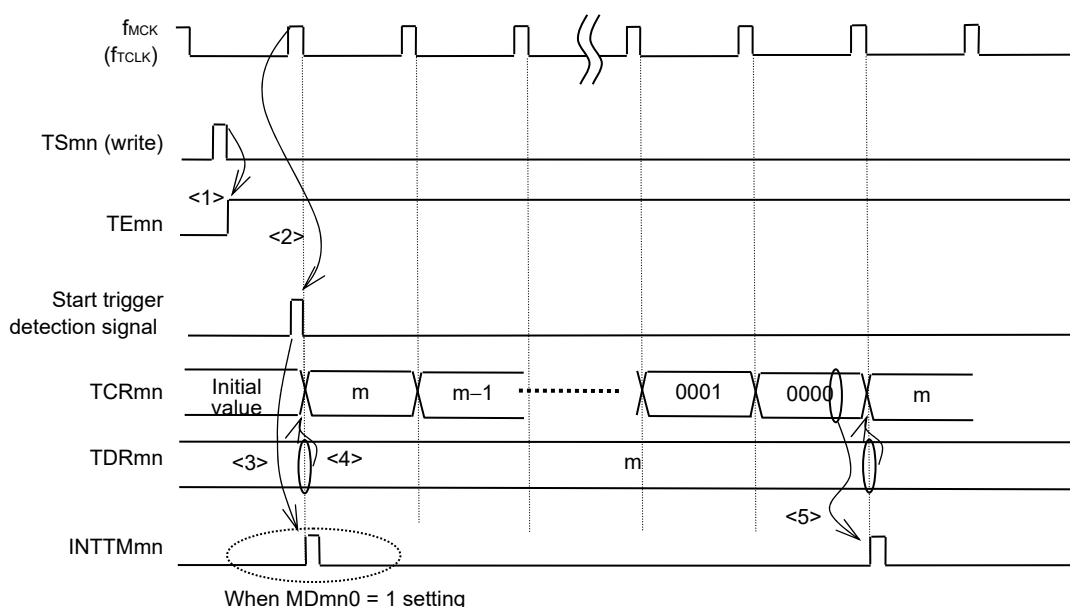 fMCK
(fTCLK)
TSmn (write)
<1>
TEmn
<2>
Start trigger
detection signal
TCRmn
Initial
value
m
m−1
0001
0000
m
TDRmn
<3>
<4>
m
<5>
INTTMmn
When MDmn0 = 1 setting